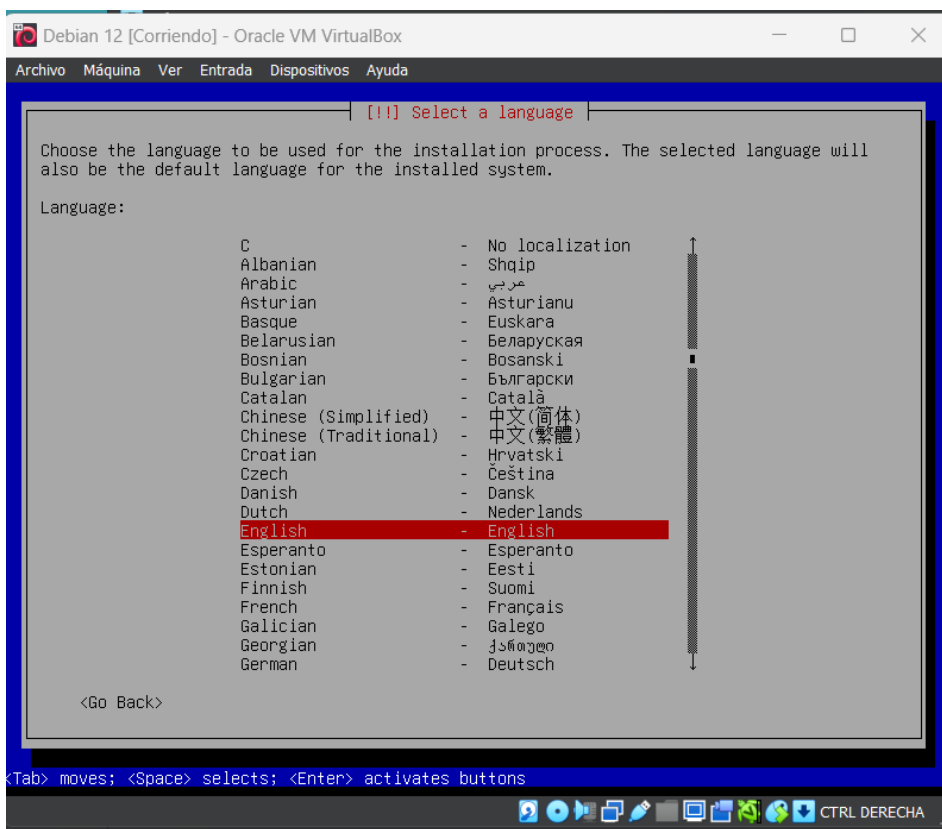 Debian 12 [Corriendo] - Oracle VM VirtualBox
Archivo Máquina Ver Entrada Dispositivos Ayuda
[!!] Select a language
Choose the language to be used for the installation process. The selected language will
also be the default language for the installed system.
Language:
C - No localization
Albanian - Shqip
Arabic - عربي
Asturian - Asturianu
Basque - Euskara
Belarusian - Беларуская
Bosnian - Bosanski
Bulgarian - Български
Catalan - Català
Chinese (Simplified) - 中文(简体)
Chinese (Traditional) - 中文(繁體)
Croatian - Hrvatski
Czech - Čeština
Danish - Dansk
Dutch - Nederlands
English - English
Esperanto - Esperanto
Estonian - Eesti
Finnish - Suomi
French - Français
Galician - Galego
Georgian - ქართული
German - Deutsch
<Go Back>
<Tab> moves; <Space> selects; <Enter> activates buttons
CTRL DERECHA